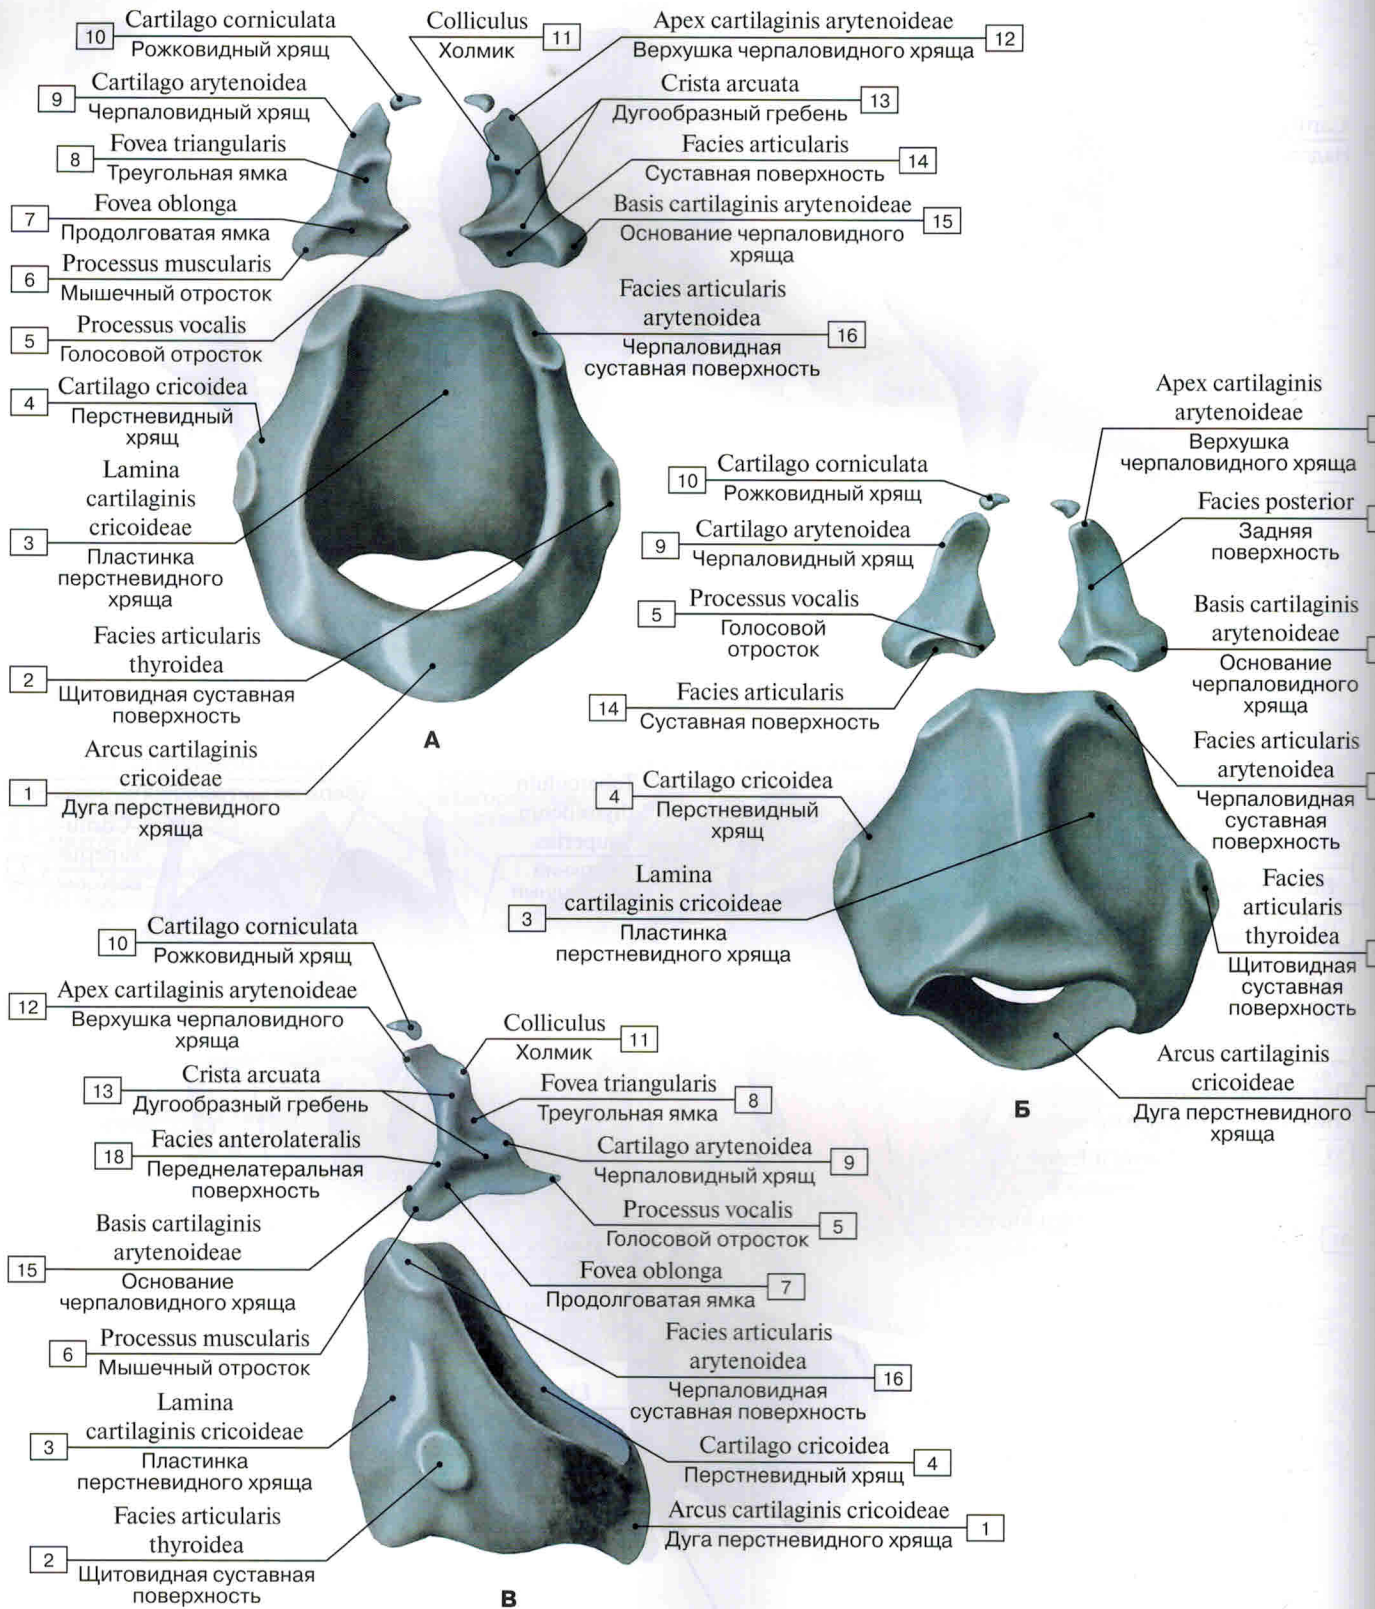 Cartilago corniculata
10
Рожковидный хрящ
Cartilago arytenoidea
9
Черпаловидный хрящ
Fovea triangularis
8
Треугольная ямка
Fovea oblonga
7
Продолговатая ямка
Processus muscularis
6
Мышечный отросток
Processus vocalis
5
Голосовой отросток
Cartilago cricoidea
4
Перстневидный
хрящ
Lamina
cartilaginis
cricoideae
3
Пластинка
перстневидного
хряща
Facies articularis
thyroidea
2
Щитовидная суставная
поверхность
Arcus cartilaginis
cricoideae
1
Дуга перстневидного
хряща
Colliculus
11
Холмик
Apex cartilaginis arytenoideae
12
Верхушка черпаловидного хряща
Crista arcuata
13
Дугообразный гребень
Facies articularis
14
Суставная поверхность
Basis cartilaginis arytenoideae
15
Основание черпаловидного
хряща
Facies articularis
arytenoidea
16
Черпаловидная
суставная поверхность
А
Cartilago corniculata
10
Рожковидный хрящ
Cartilago arytenoidea
9
Черпаловидный хрящ
Processus vocalis
5
Голосовой
отросток
Facies articularis
14
Суставная поверхность
Cartilago cricoidea
4
Перстневидный
хрящ
Lamina
cartilaginis cricoideae
3
Пластинка
перстневидного хряща
Apex cartilaginis
arytenoideae
Верхушка
черпаловидного хряща
Facies posterior
Задняя
поверхность
Basis cartilaginis
arytenoideae
Основание
черпаловидного
хряща
Facies articularis
arytenoidea
Черпаловидная
суставная
поверхность
Facies
articularis
thyroidea
Щитовидная
суставная
поверхность
Arcus cartilaginis
cricoideae
Дуга перстневидного
хряща
Б
Cartilago corniculata
10
Рожковидный хрящ
Apex cartilaginis arytenoideae
12
Верхушка черпаловидного
хряща
Crista arcuata
13
Дугообразный гребень
Facies anterolateralis
18
Переднелатеральная
поверхность
Basis cartilaginis
arytenoideae
15
Основание
черпаловидного хряща
Processus muscularis
6
Мышечный отросток
Lamina
cartilaginis cricoideae
3
Пластинка
перстневидного хряща
Facies articularis
thyroidea
2
Щитовидная суставная
поверхность
Colliculus
11
Холмик
Fovea triangularis
8
Треугольная ямка
Cartilago arytenoidea
9
Черпаловидный хрящ
Processus vocalis
5
Голосовой отросток
Fovea oblonga
7
Продолговатая ямка
Facies articularis
arytenoidea
16
Черпаловидная
суставная поверхность
Cartilago cricoidea
4
Перстневидный хрящ
Arcus cartilaginis cricoideae
1
Дуга перстневидного хряща
В